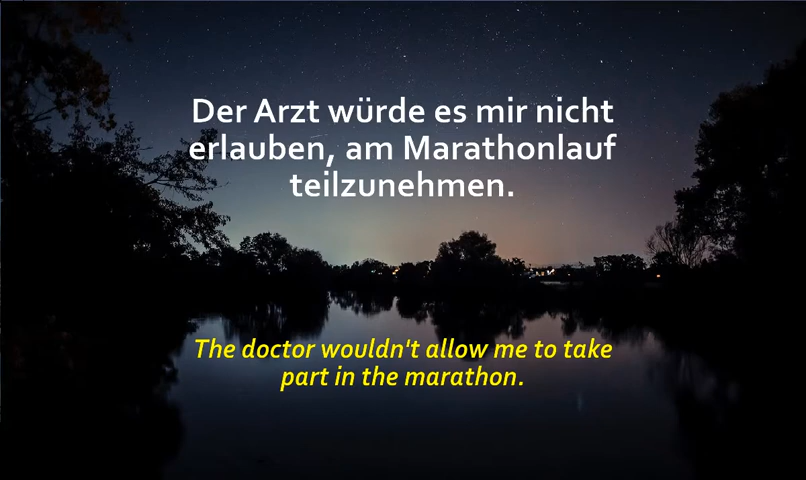 Der Arzt würde es mir nicht
erlauben, am Marathonlauf
teilzunehmen.
The doctor wouldn't allow me to take
part in the marathon.